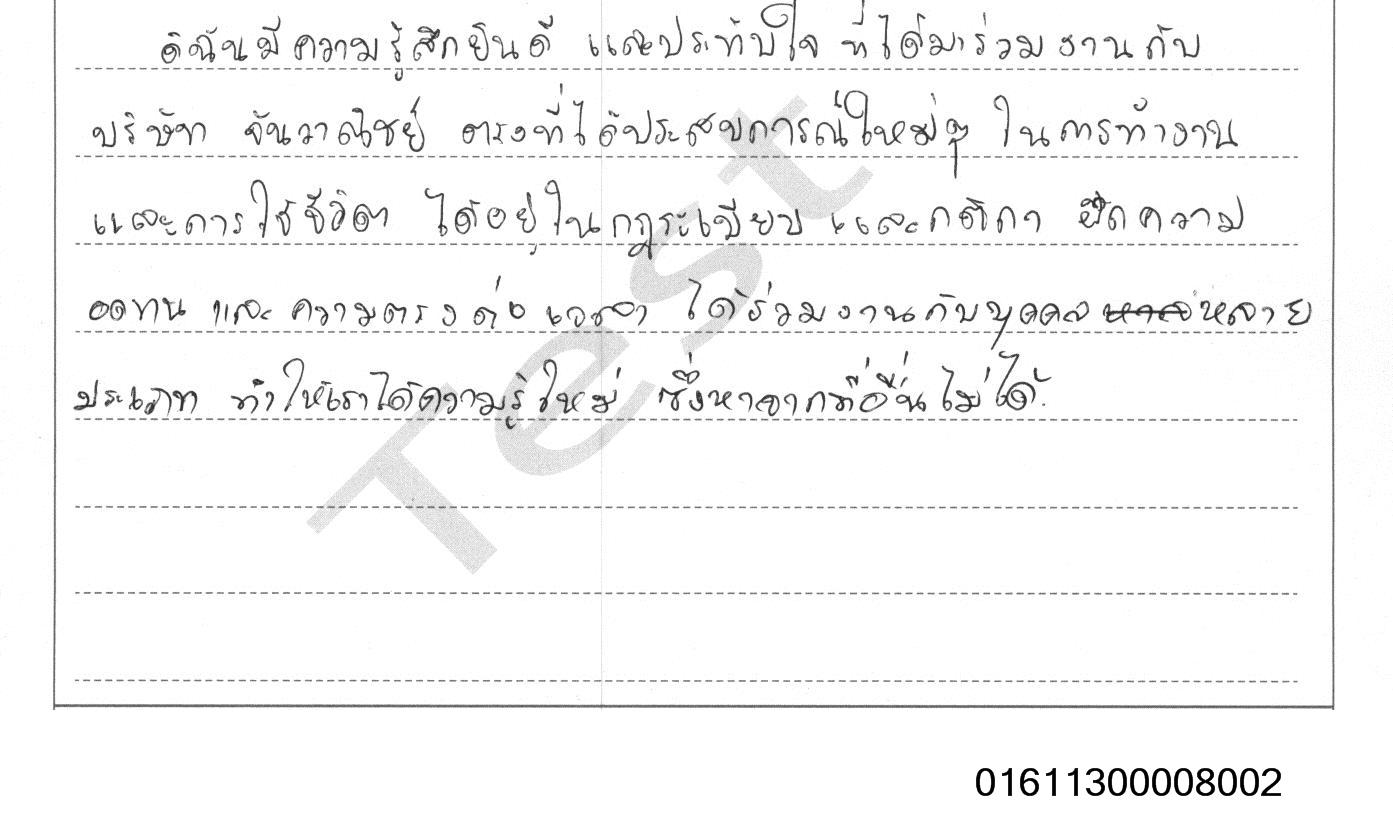 ดิฉันมีความรู้สึกยินดี และประทับใจ ที่ได้มาร่วมงานกับ
บริษัท จันวาณิชย์ ตรงที่ได้ประสบการณ์ใหม่ๆ ในการทำงาน
และการใช้ชีวิต ได้อยู่ในกฎระเบียบ และกติกา ฝึกความ
อดทน และ ความตรงต่อเวลา ได้ร่วมงานกับบุคคล หลาย
ประเภท ทำให้เราได้ความรู้ใหม่ ซึ่งหาจากที่อื่นไม่ได้.
Test
01611300008002